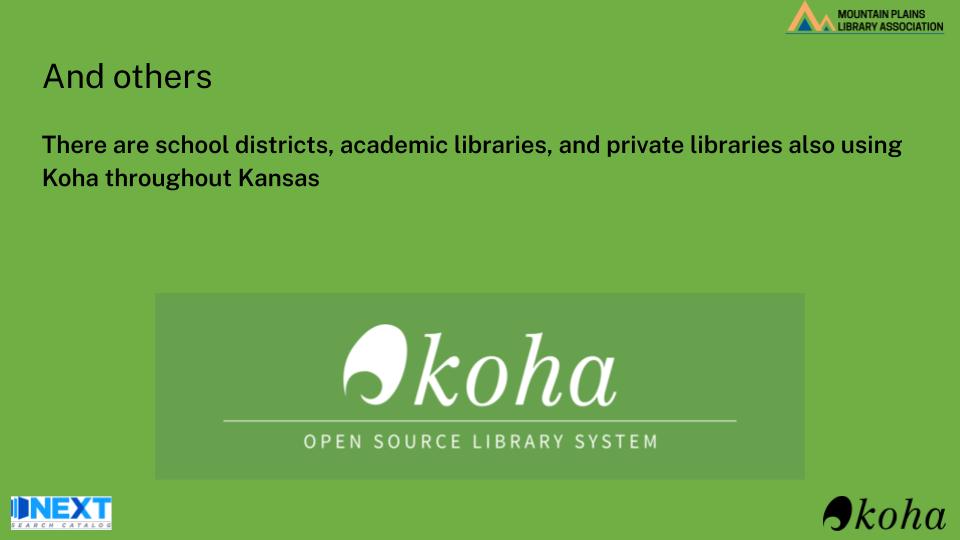 MOUNTAIN PLAINS
LIBRARY ASSOCIATION
And others
There are school districts, academic libraries, and private libraries also using
Koha throughout Kansas
koha
OPEN SOURCE LIBRARY SYSTEM
NEXT
SEARCH CATALOG
koha